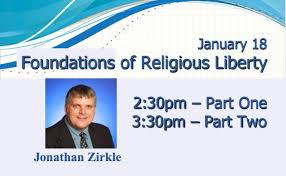 January 18
Foundations of Religious Liberty
2:30pm – Part One
3:30pm – Part Two
Jonathan Zirkle